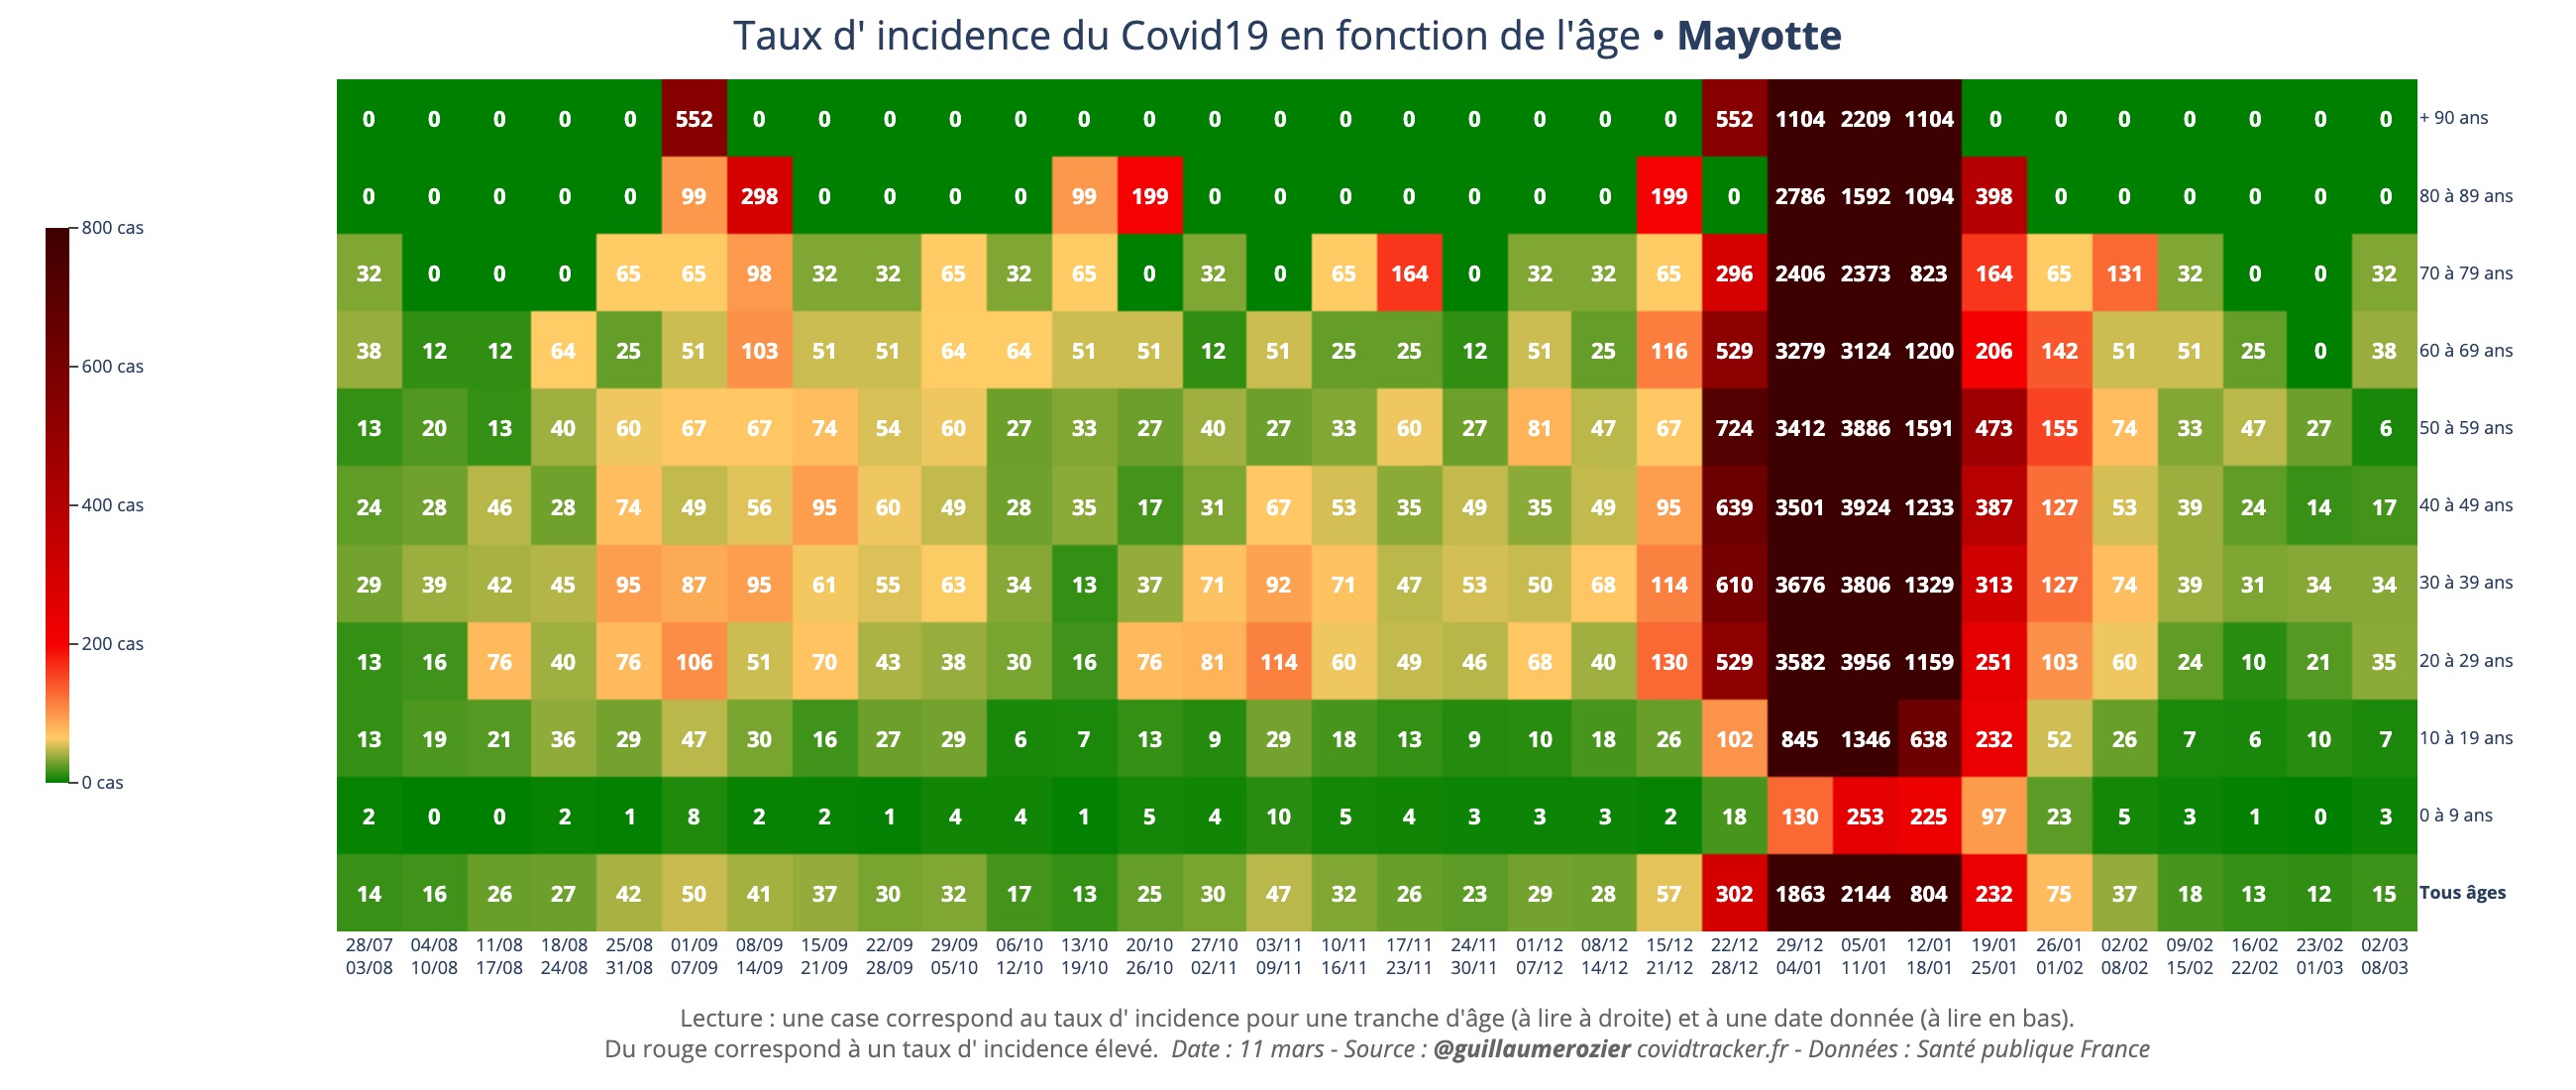 Taux d' incidence du Covid19 en fonction de l'âge • Mayotte
0 0 0 0 0 552 0 0 0 0 0 0 0 0 0 0 0 0 0 0 0 552 1104 2209 1104 0 0 0 0 0 0 0 + 90 ans
0 0 0 0 0 99 298 0 0 0 0 99 199 0 0 0 0 0 0 0 199 0 2786 1592 1094 398 0 0 0 0 0 0 80 à 89 ans
800 cas
32 0 0 0 65 65 98 32 32 65 32 65 0 32 0 65 164 0 32 32 65 296 2406 2373 823 164 65 131 32 0 0 32 70 à 79 ans
38 12 12 64 25 51 103 51 51 64 64 51 51 12 51 25 25 12 51 25 116 529 3279 3124 1200 206 142 51 51 25 0 38 60 à 69 ans
600 cas
13 20 13 40 60 67 67 74 54 60 27 33 27 40 27 33 60 27 81 47 67 724 3412 3886 1591 473 155 74 33 47 27 6 50 à 59 ans
400 cas
24 28 46 28 74 49 56 95 60 49 28 35 17 31 67 53 35 49 35 49 95 639 3501 3924 1233 387 127 53 39 24 14 17 40 à 49 ans
29 39 42 45 95 87 95 61 55 63 34 13 37 71 92 71 47 53 50 68 114 610 3676 3806 1329 313 127 74 39 31 34 34 30 à 39 ans
200 cas
13 16 76 40 76 106 51 70 43 38 30 16 76 81 114 60 49 46 68 40 130 529 3582 3956 1159 251 103 60 24 10 21 35 20 à 29 ans
13 19 21 36 29 47 30 16 27 29 6 7 13 9 29 18 13 9 10 18 26 102 845 1346 638 232 52 26 7 6 10 7 10 à 19 ans
0 cas
2 0 0 2 1 8 2 2 1 4 4 1 5 4 10 5 4 3 3 3 2 18 130 253 225 97 23 5 3 1 0 3 0 à 9 ans
14 16 26 27 42 50 41 37 30 32 17 13 25 30 47 32 26 23 29 28 57 302 1863 2144 804 232 75 37 18 13 12 15 Tous âges
28/07 04/08 11/08 18/08 25/08 01/09 08/09 15/09 22/09 29/09 06/10 13/10 20/10 27/10 03/11 10/11 17/11 24/11 01/12 08/12 15/12 22/12 29/12 05/01 12/01 19/01 26/01 02/02 09/02 16/02 23/02 02/03
03/08 10/08 17/08 24/08 31/08 07/09 14/09 21/09 28/09 05/10 12/10 19/10 26/10 02/11 09/11 16/11 23/11 30/11 07/12 14/12 21/12 28/12 04/01 11/01 18/01 25/01 01/02 08/02 15/02 22/02 01/03 08/03
Lecture : une case correspond au taux d' incidence pour une tranche d'âge (à lire à droite) et à une date donnée (à lire en bas).
Du rouge correspond à un taux d' incidence élevé. Date : 11 mars - Source : @guillaumerozier covidtracker.fr - Données : Santé publique France